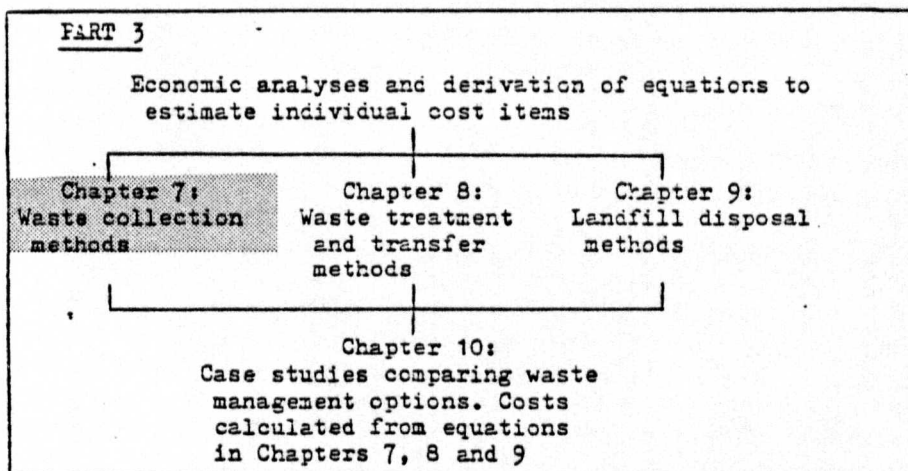 PART 3
Economic analyses and derivation of equations to
estimate individual cost items
Chapter 7:
Waste collection
methods
Chapter 8:
Waste treatment
and transfer
methods
Chapter 9:
Landfill disposal
methods
Chapter 10:
Case studies comparing waste
management options. Costs
calculated from equations
in Chapters 7, 8 and 9